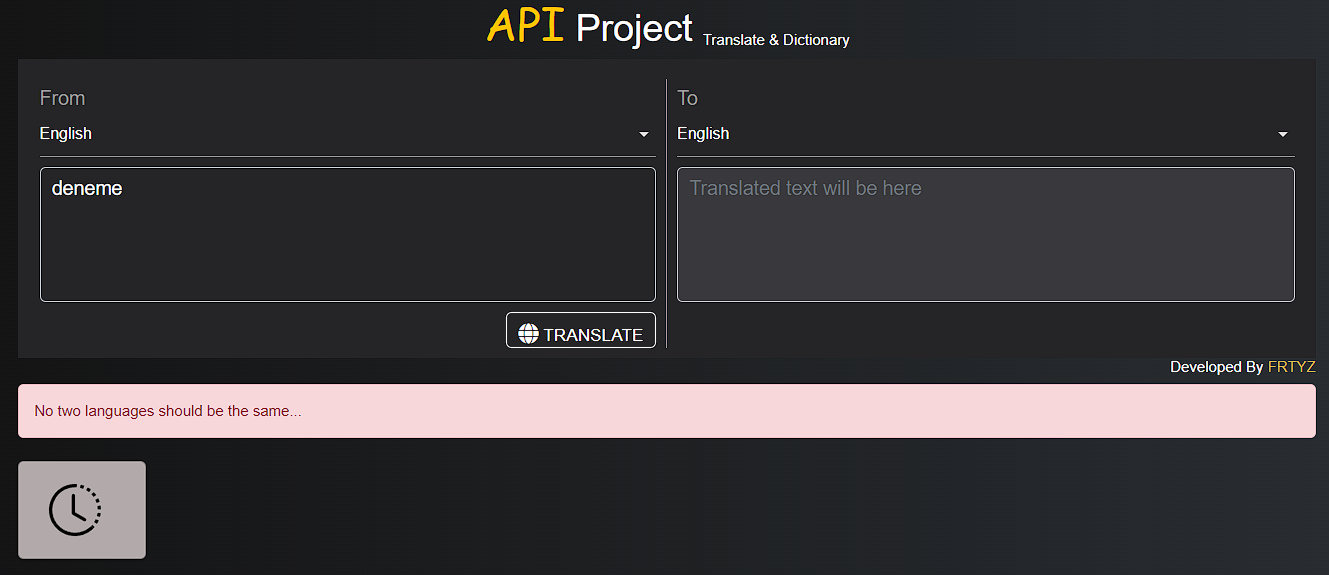 API Project Translate & Dictionary
From
To
English
English
deneme
Translated text will be here
TRANSLATE
Developed By FRTYZ
No two languages should be the same...